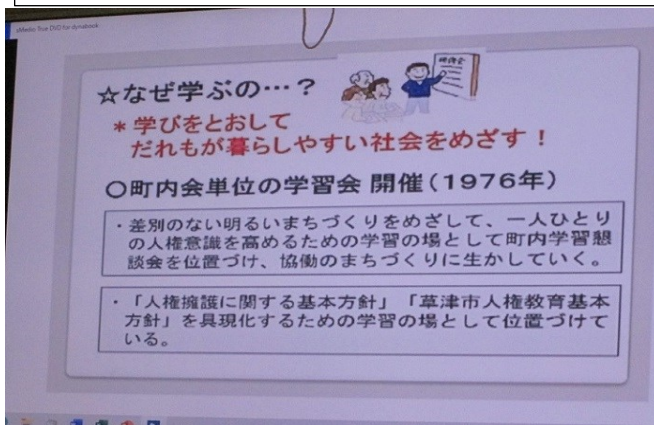 sMedio True DVD for dynabook
☆なぜ学ぶの…?
＊学びをとおして
だれもが暮らしやすい社会をめざす！
〇町内会単位の学習会 開催（1976年）
・差別のない明るいまちづくりをめざして、一人ひとり
の人権意識を高めるための学習の場として町内学習懇
談会を位置づけ、協働のまちづくりに生かしていく。
・「人権擁護に関する基本方針」「草津市人権教育基本
方針」を具現化するための学習の場として位置づけて
いる。